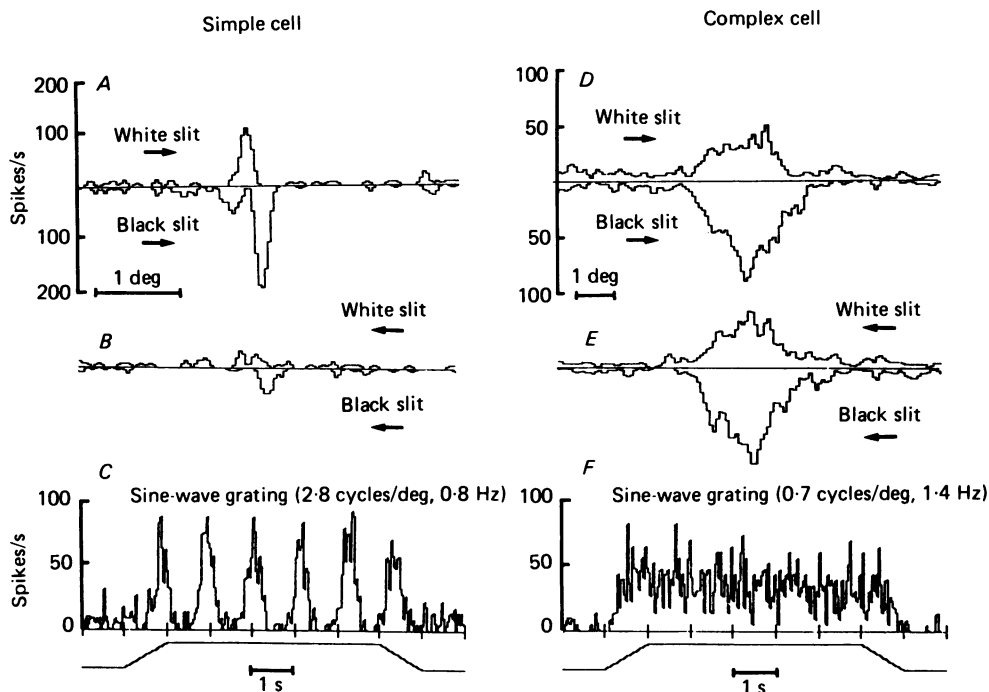 Simple cell
Complex cell
A
200
100
Spikes/s
100
200
White slit
Black slit
1 deg
B
White slit
Black slit
C
Sine-wave grating (2·8 cycles/deg, 0·8 Hz)
100
50
0
Spikes/s
1 s
D
100
50
50
100
White slit
Black slit
1 deg
E
White slit
Black slit
F
Sine-wave grating (0·7 cycles/deg, 1·4 Hz)
100
50
0
1 s